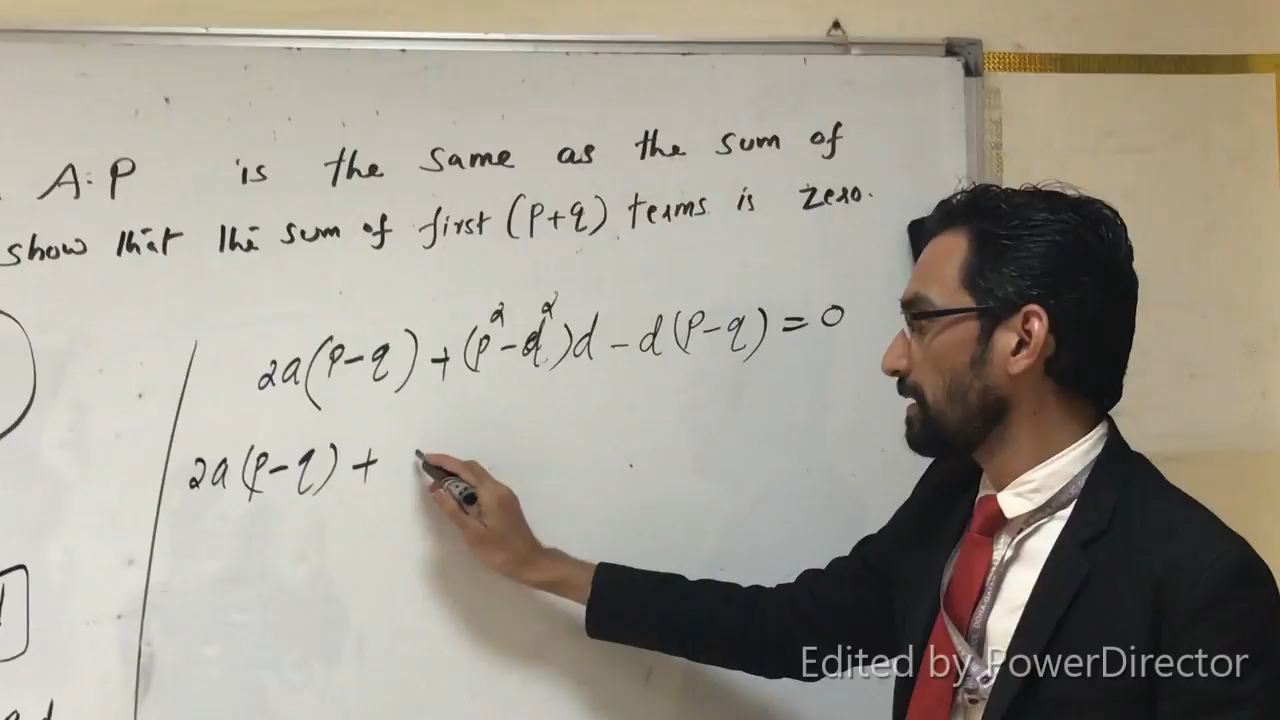 A.P is the same as the sum of
show that the sum of first (p+q) terms is zero.
2a(p-q) + (p²-q²)d - d(p-q) = 0
2a(p-q) +
Edited by PowerDirector